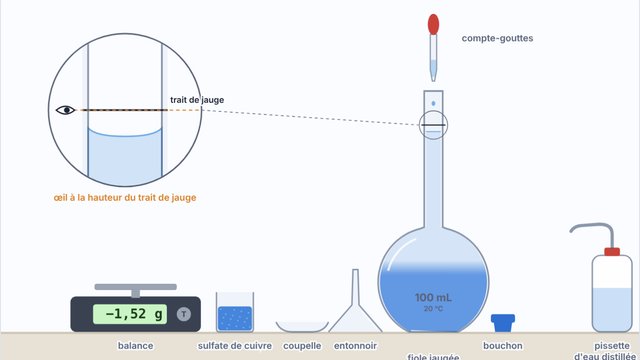 compte-gouttes
trait de jauge
œil à la hauteur du trait de jauge
100 mL
20 °C
−1,52 g
T
balance
sulfate de cuivre
coupelle
entonnoir
fiole jaugée
bouchon
pissette
d'eau distillée